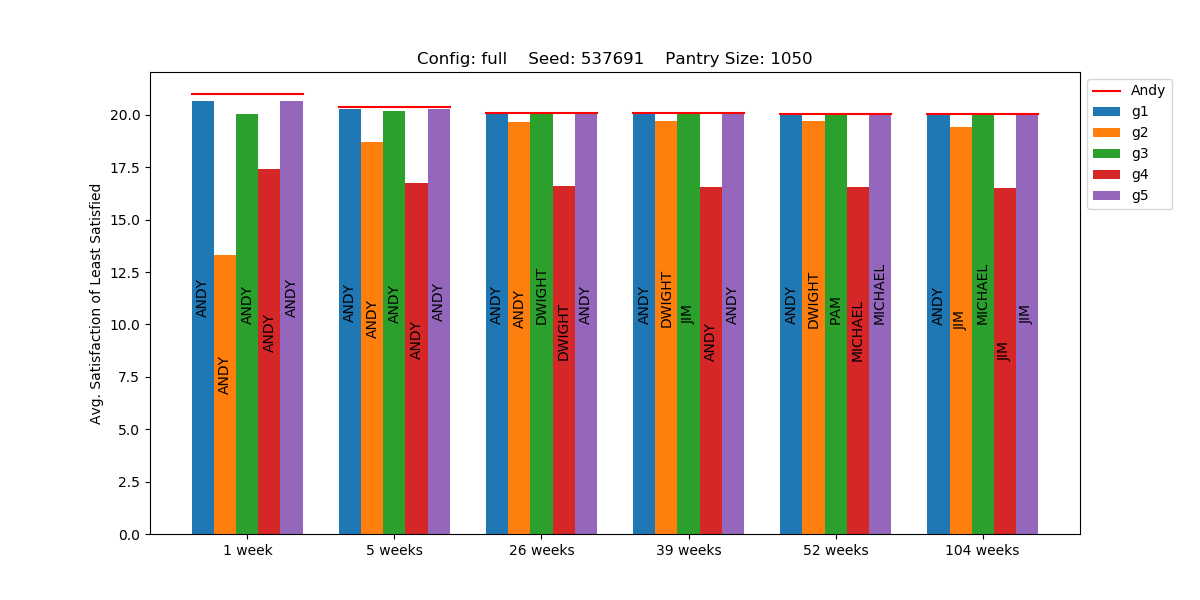 Config: full    Seed: 537691    Pantry Size: 1050
Avg. Satisfaction of Least Satisfied
20.0
17.5
15.0
12.5
10.0
7.5
5.0
2.5
0.0
ANDY
ANDY
ANDY
ANDY
ANDY
ANDY
ANDY
ANDY
ANDY
ANDY
ANDY
ANDY
DWIGHT
DWIGHT
ANDY
ANDY
DWIGHT
JIM
ANDY
ANDY
ANDY
DWIGHT
PAM
MICHAEL
MICHAEL
ANDY
JIM
MICHAEL
JIM
JIM
1 week
5 weeks
26 weeks
39 weeks
52 weeks
104 weeks
Andy
g1
g2
g3
g4
g5